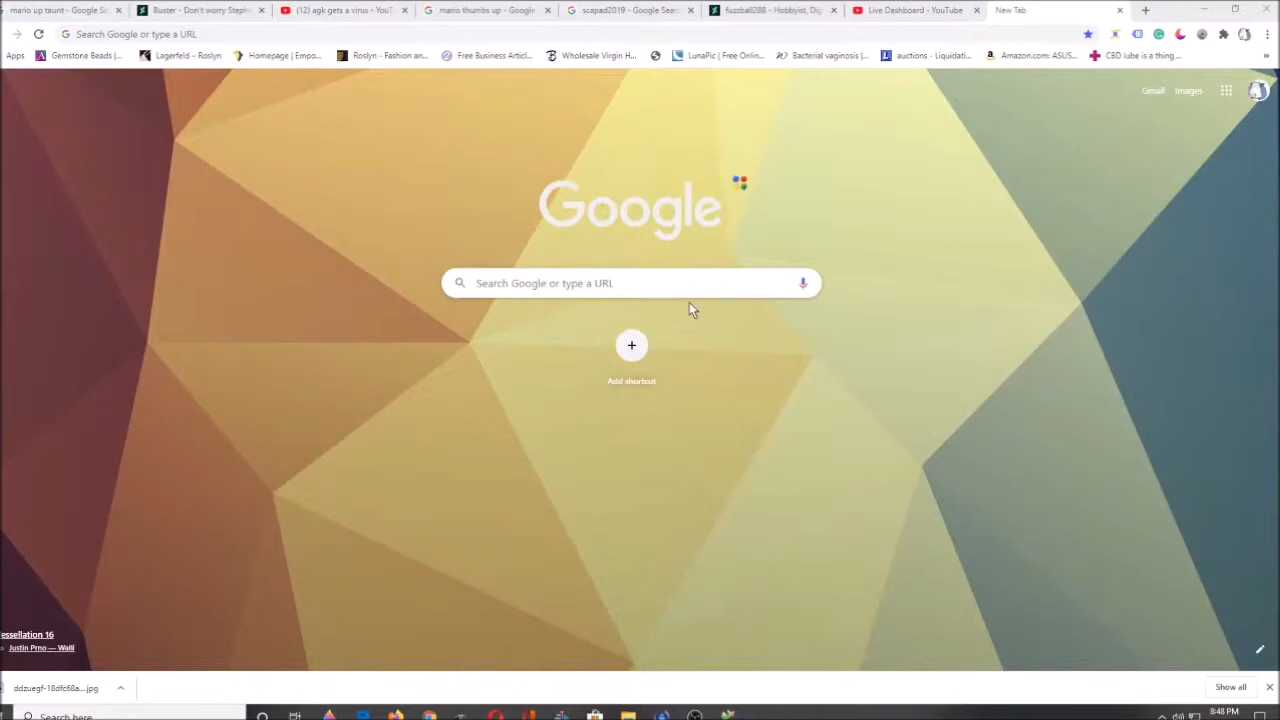 mario up taunt - Google Se
Buster - Don't worry Steph
(12) agk gets a virus - YouT
mario thumbs up - Google
scapad2019 - Google Sear
fuzzball288 - Hobbyist, Dig
Live Dashboard - YouTube
New Tab
Search Google or type a URL
Apps
Gemstone Beads |...
Lagerfeld – Roslyn
Homepage | Empo...
Roslyn - Fashion an...
Free Business Articl...
Wholesale Virgin H...
LunaPic | Free Onlin...
Bacterial vaginosis |...
auctions - Liquidati...
Amazon.com: ASUS...
CBD lube is a thing...
Gmail
Images
Google
Search Google or type a URL
Add shortcut
essellation 16
Justin Prno — Walli
ddzuegf-18dfc68a....jpg
Show all
Search here
8:48 PM